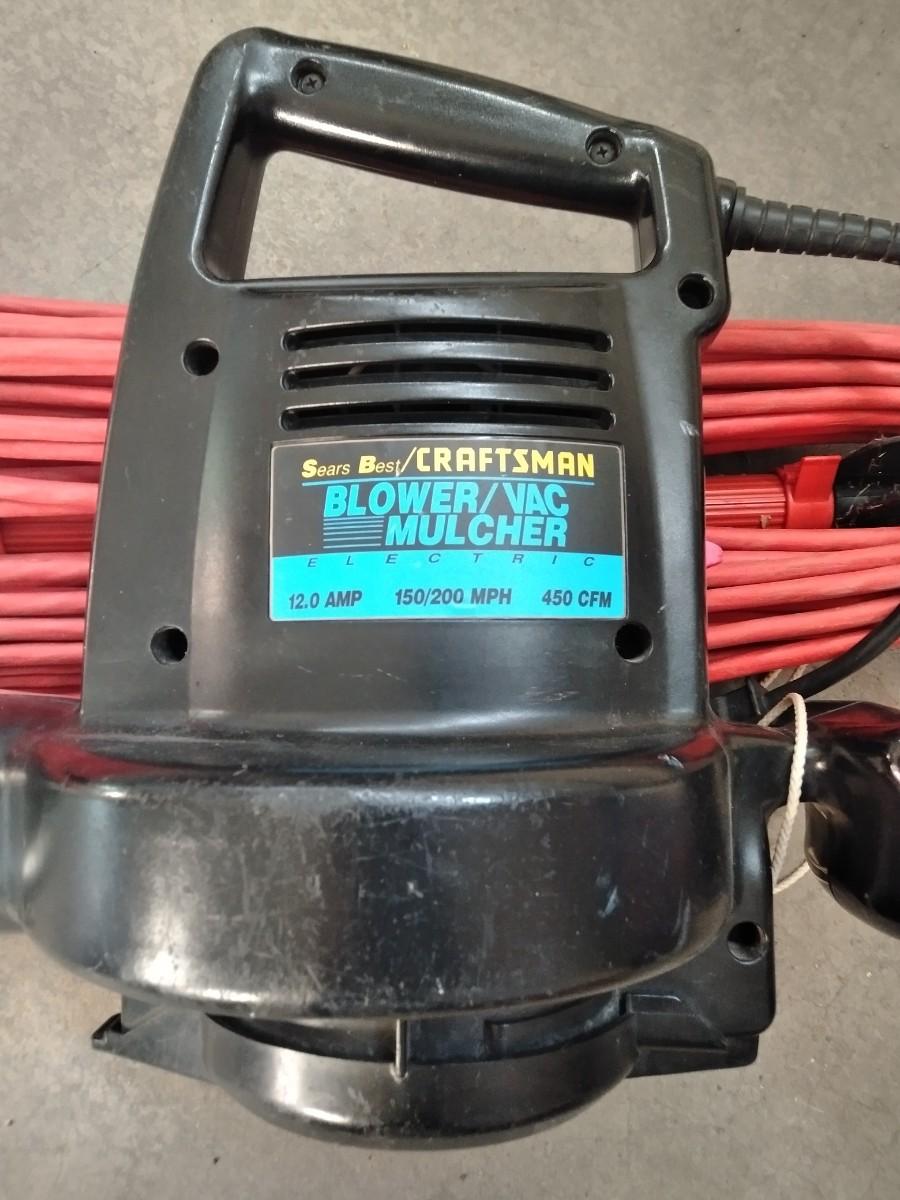 Sears Best/CRAFTSMAN
BLOWER/VAC
MULCHER
ELECTRIC
12.0 AMP 150/200 MPH 450 CFM